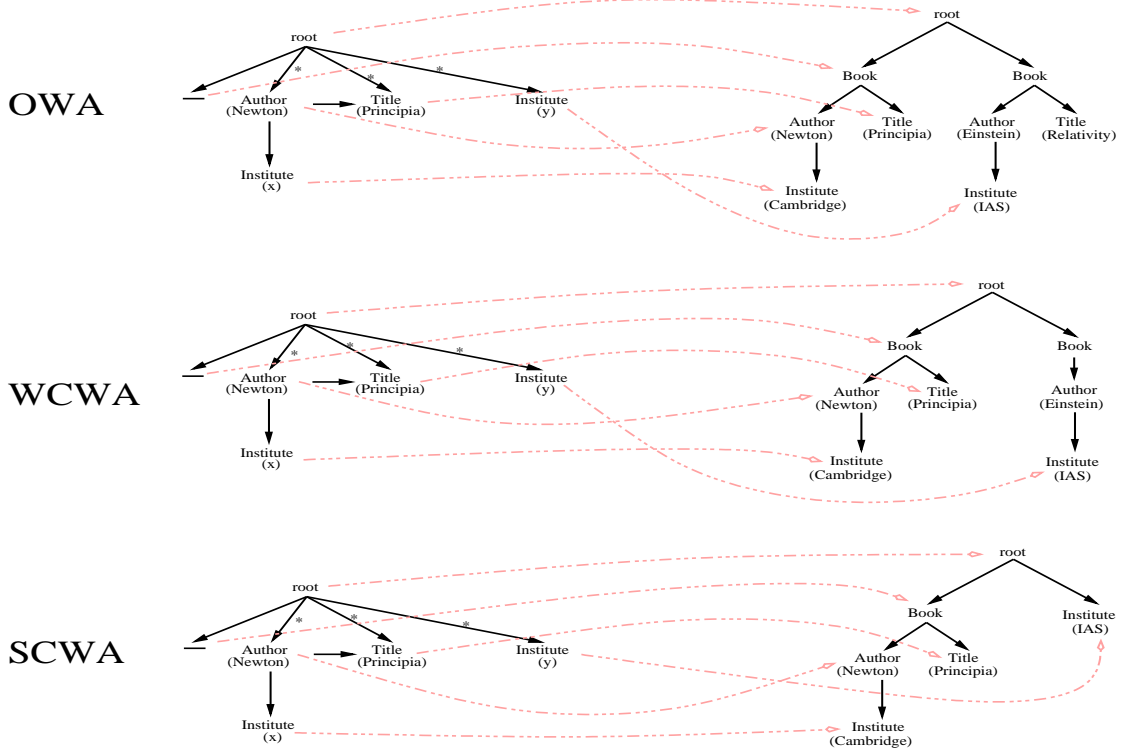 OWA
root
*
*
*
—
Author
(Newton)
Title
(Principia)
Institute
(y)
Institute
(x)
root
Book
Book
Author
(Newton)
Title
(Principia)
Author
(Einstein)
Title
(Relativity)
Institute
(Cambridge)
Institute
(IAS)
WCWA
root
*
*
*
—
Author
(Newton)
Title
(Principia)
Institute
(y)
Institute
(x)
root
Book
Book
Author
(Newton)
Title
(Principia)
Author
(Einstein)
Institute
(Cambridge)
Institute
(IAS)
SCWA
root
*
*
*
—
Author
(Newton)
Title
(Principia)
Institute
(y)
Institute
(x)
root
Book
Institute
(IAS)
Author
(Newton)
Title
(Principia)
Institute
(Cambridge)